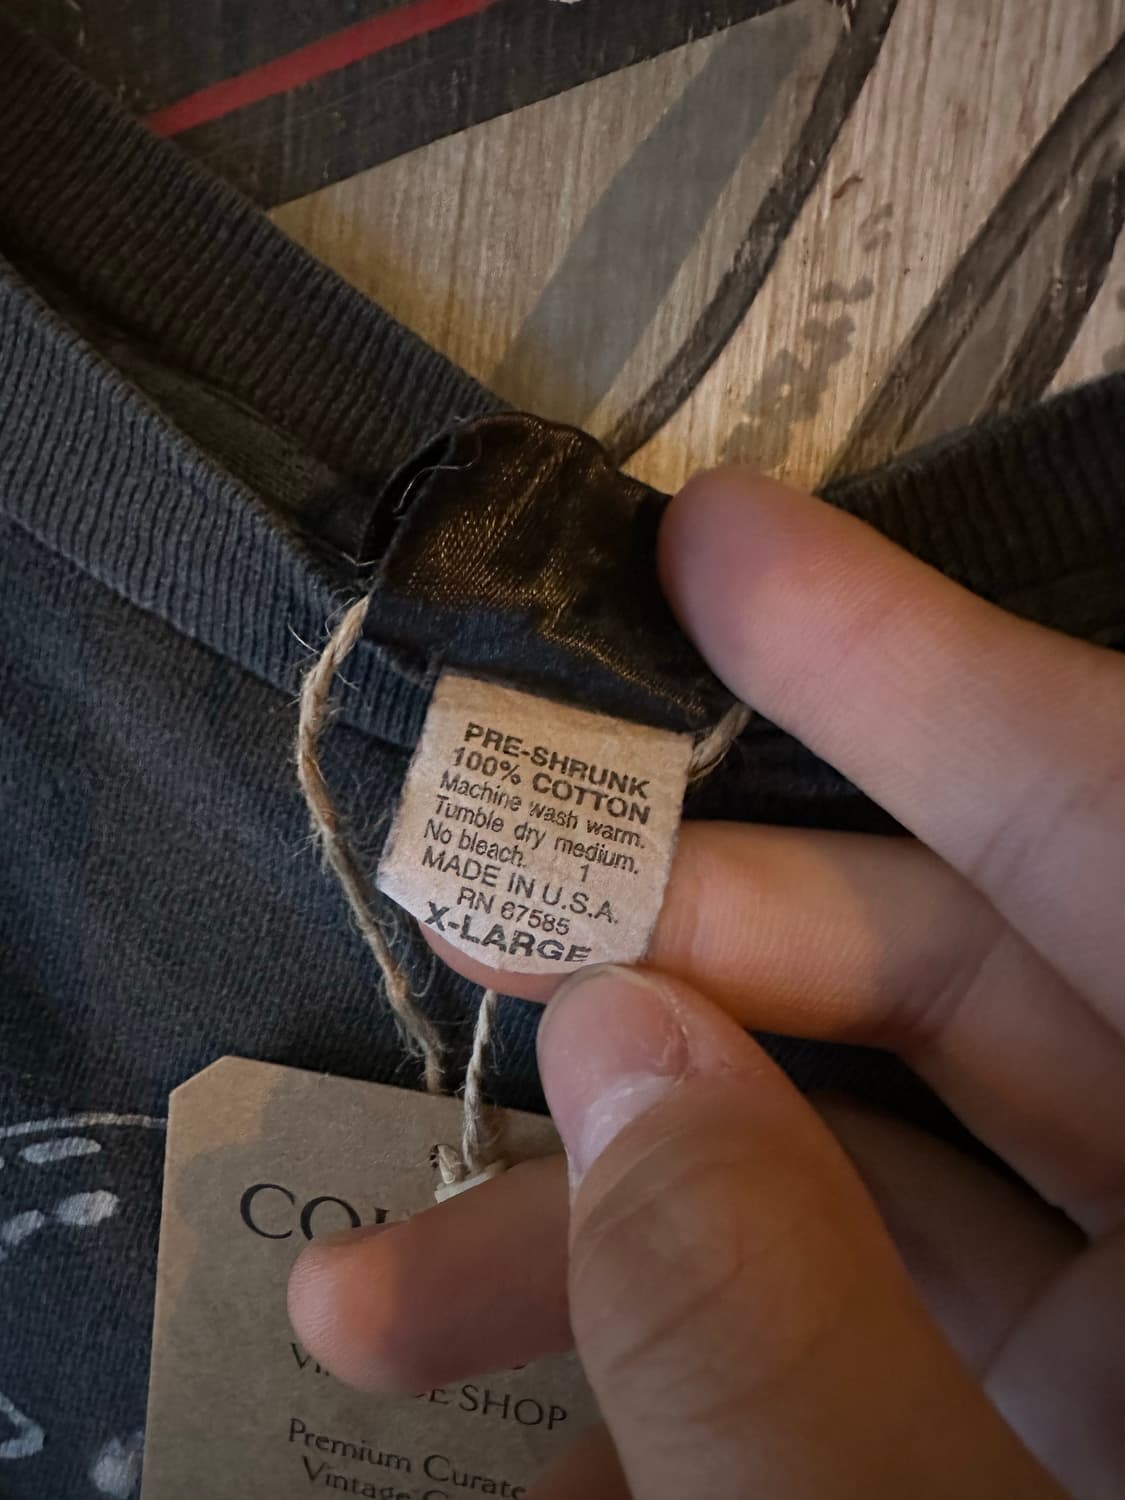 PRE-SHRUNK
100% COTTON
Machine wash warm.
Tumble dry medium.
No bleach. 1
MADE IN U.S.A.
RN 67585
X-LARGE
SHOP
Premium
Vintage